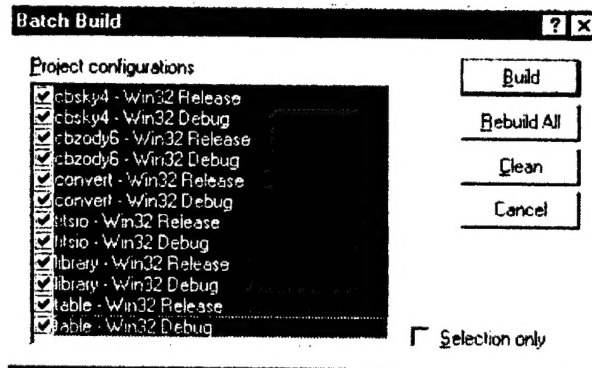 Batch Build
Project configurations
cbsky4 - Win32 Release
cbsky4 - Win32 Debug
cbzody6 - Win32 Release
cbzody6 - Win32 Debug
convert - Win32 Release
convert - Win32 Debug
fitsio - Win32 Release
fitsio - Win32 Debug
library - Win32 Release
library - Win32 Debug
table - Win32 Release
table - Win32 Debug
Build
Rebuild All
Clean
Cancel
Selection only